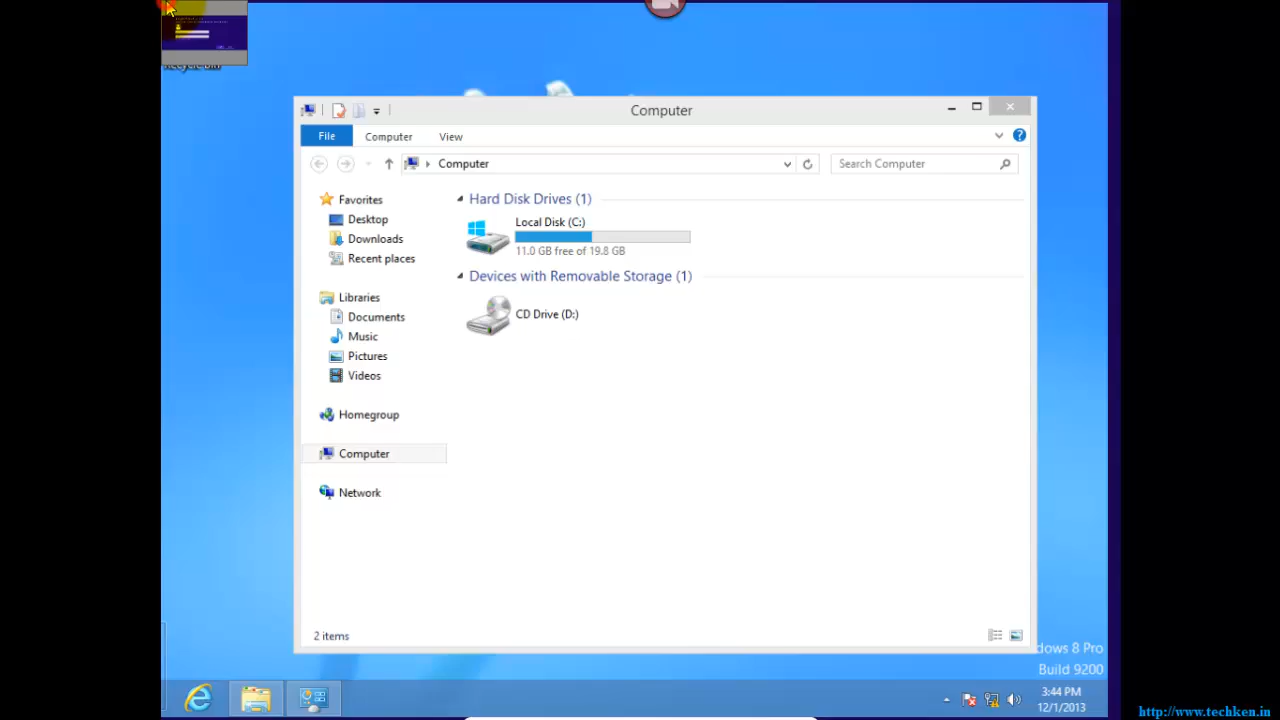 Recycle Bin
Computer
File
Computer
View
Computer
Search Computer
Favorites
Desktop
Downloads
Recent places
Libraries
Documents
Music
Pictures
Videos
Homegroup
Computer
Network
Hard Disk Drives (1)
Local Disk (C:)
11.0 GB free of 19.8 GB
Devices with Removable Storage (1)
CD Drive (D:)
2 items
dows 8 Pro
Build 9200
3:44 PM
12/1/2013
http://www.techken.in